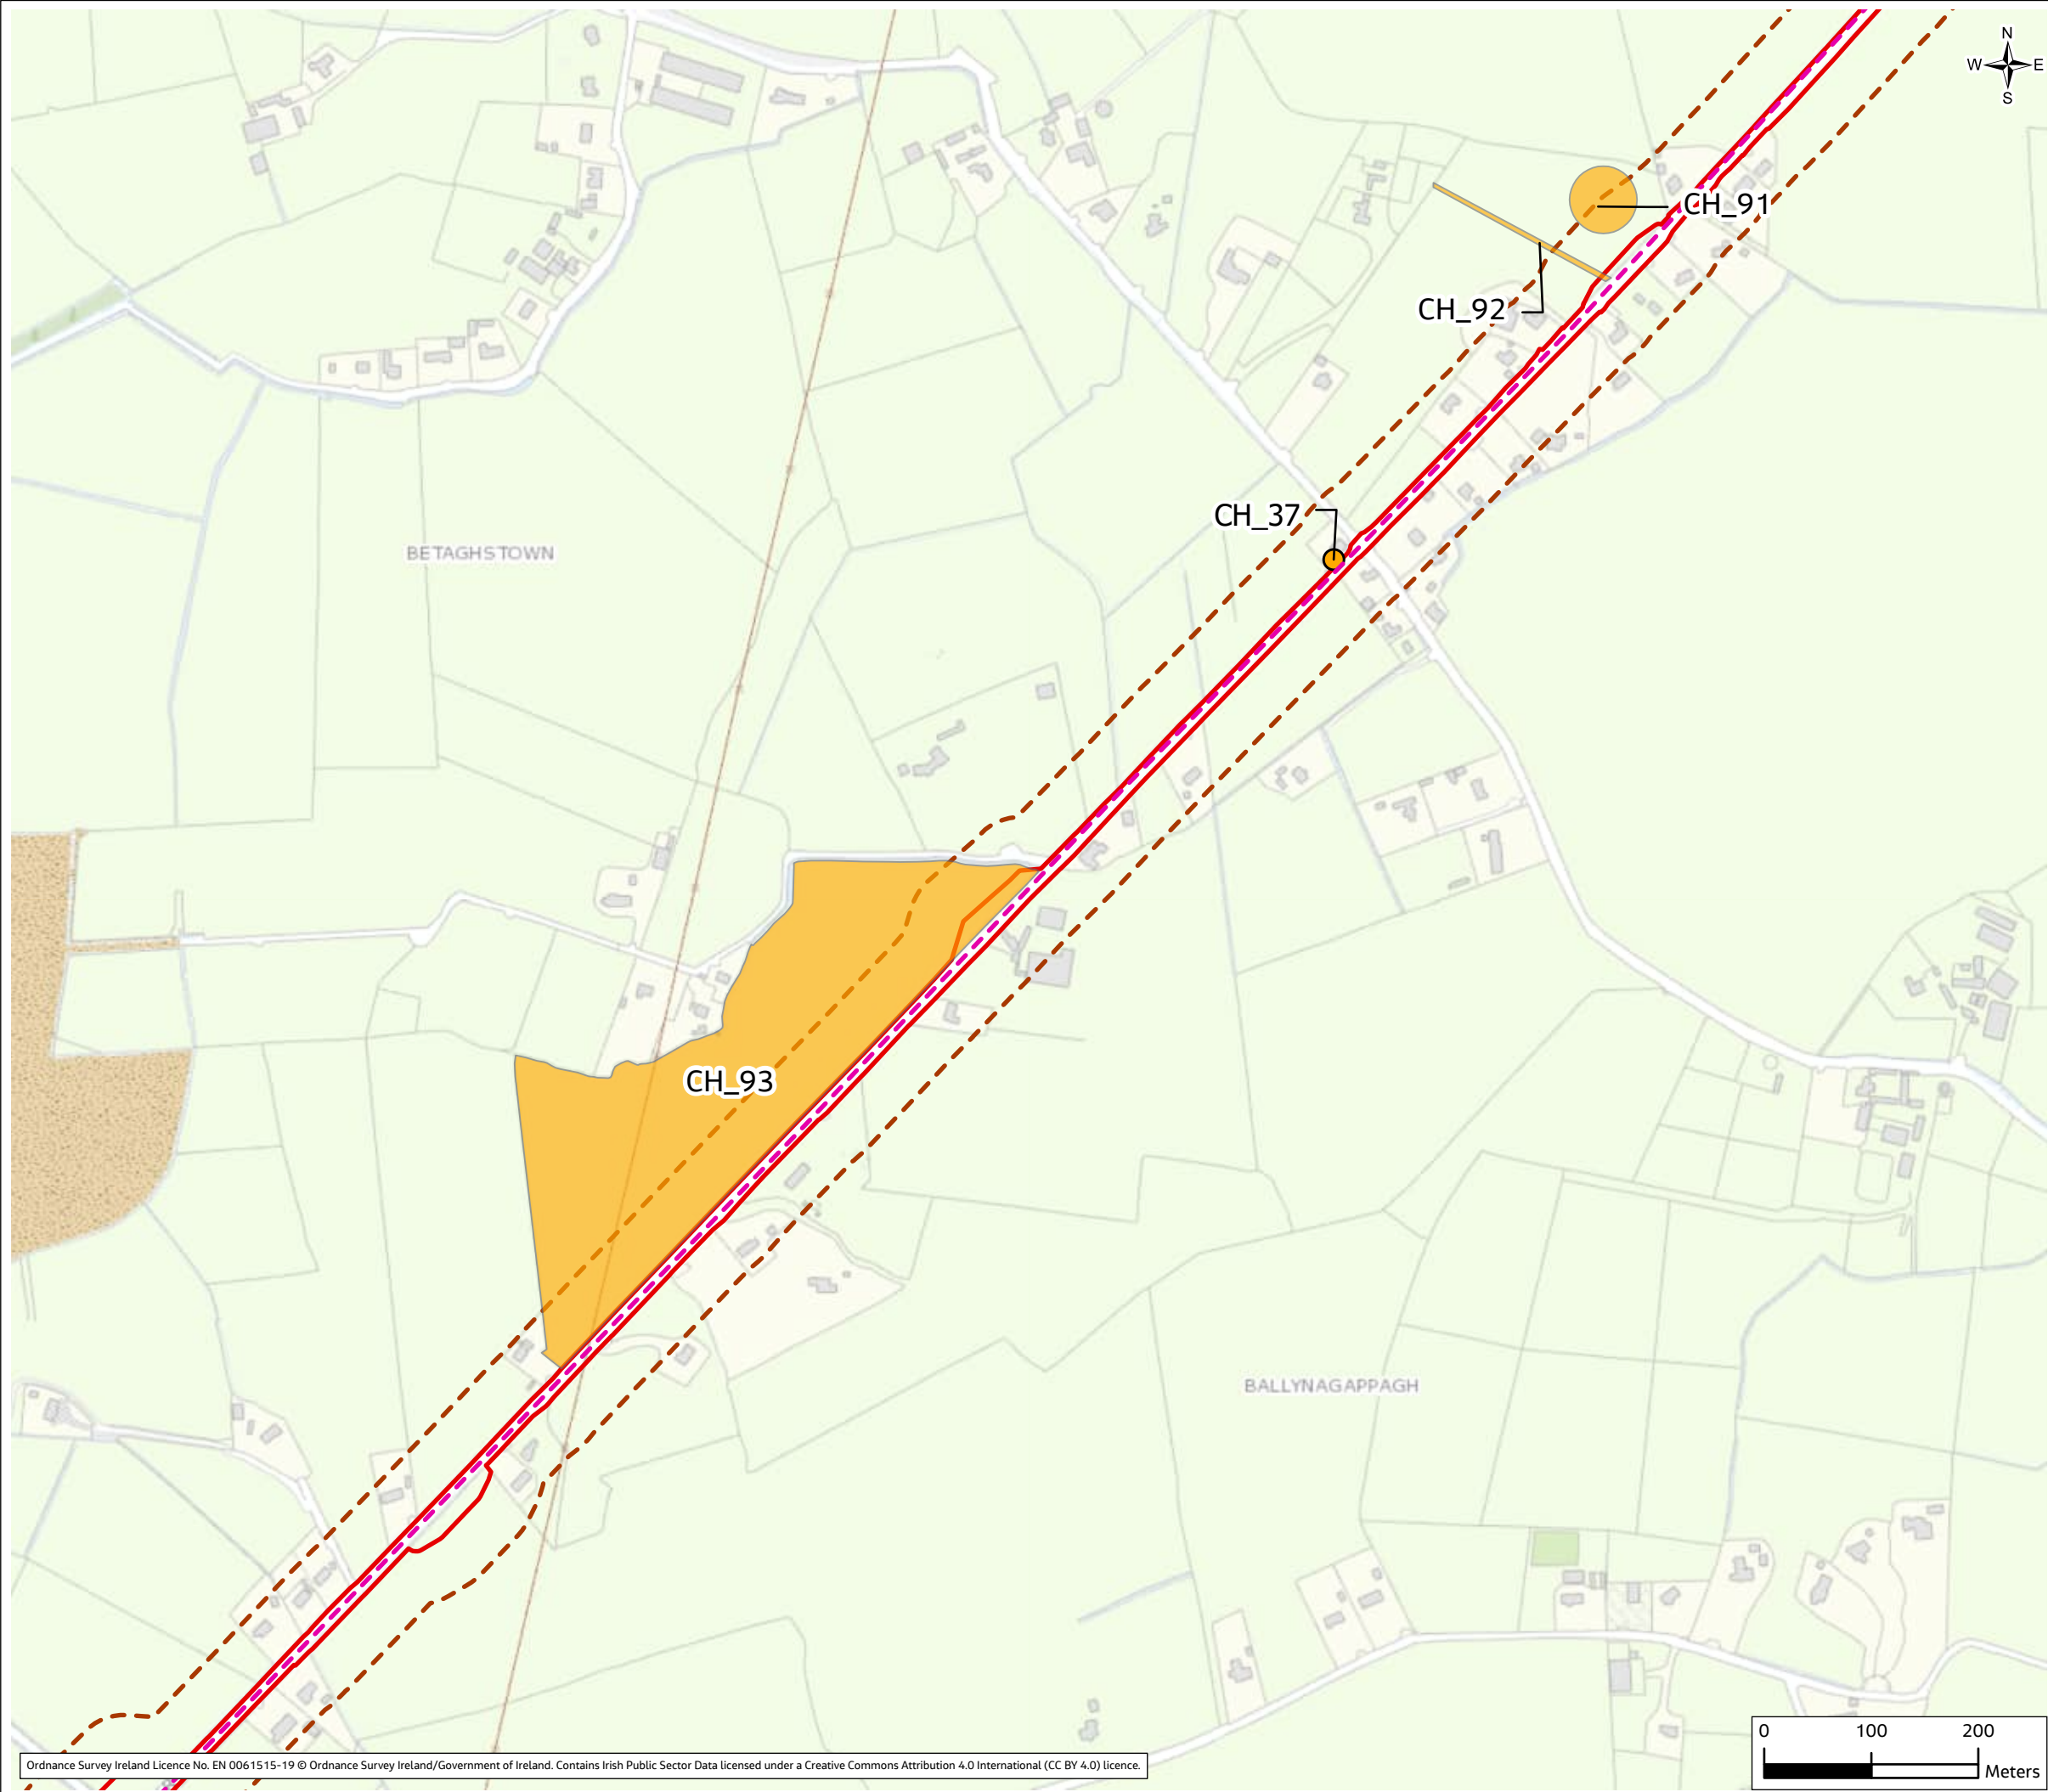 N
W E
S
CH_91
CH_92
CH_37
BETAGHSTOWN
CH_93
BALLYNAGAPPAGH
0 100 200
Meters
Ordnance Survey Ireland Licence No. EN 0061515-19 © Ordnance Survey Ireland/Government of Ireland. Contains Irish Public Sector Data licensed under a Creative Commons Attribution 4.0 International (CC BY 4.0) licence.